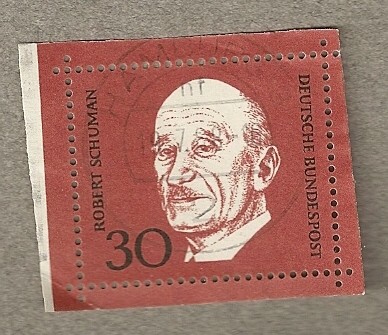 ROBERT SCHUMAN
30
DEUTSCHE BUNDESPOST